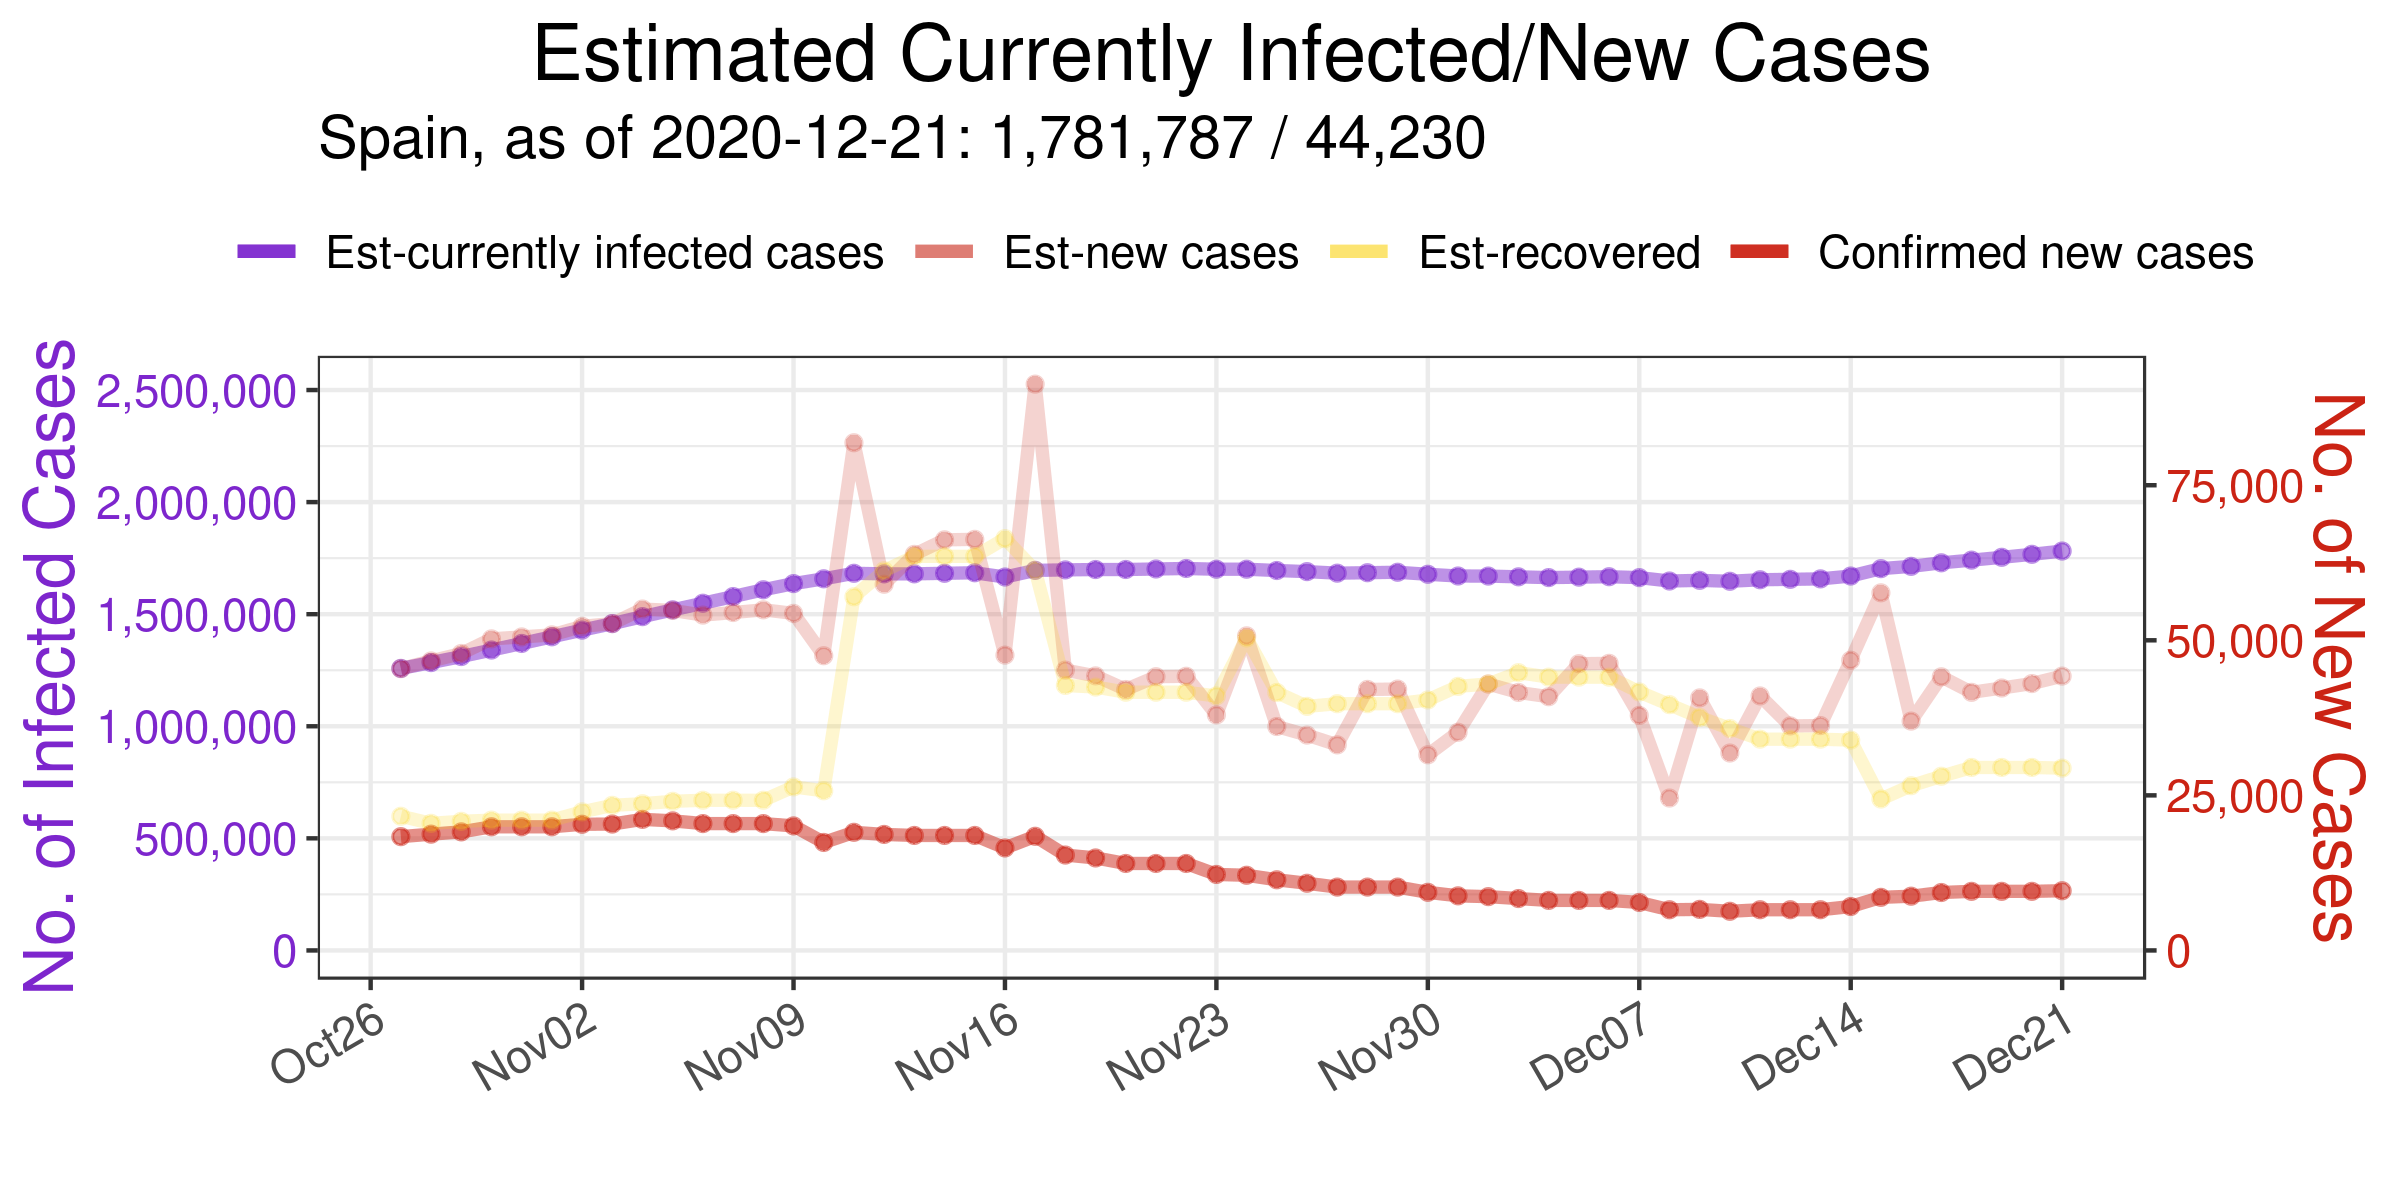 Estimated Currently Infected/New Cases
Spain, as of 2020-12-21: 1,781,787 / 44,230
Est-currently infected cases Est-new cases Est-recovered Confirmed new cases
No. of Infected Cases
2,500,000
2,000,000
1,500,000
1,000,000
500,000
0
75,000
50,000
25,000
0
No. of New Cases
Oct26 Nov02 Nov09 Nov16 Nov23 Nov30 Dec07 Dec14 Dec21